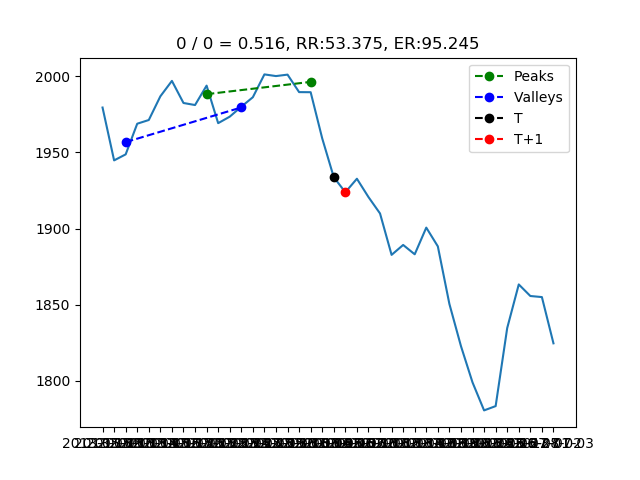 0 / 0 = 0.516, RR:53.375, ER:95.245
2000
1950
1900
1850
1800
Peaks
Valleys
T
T+1